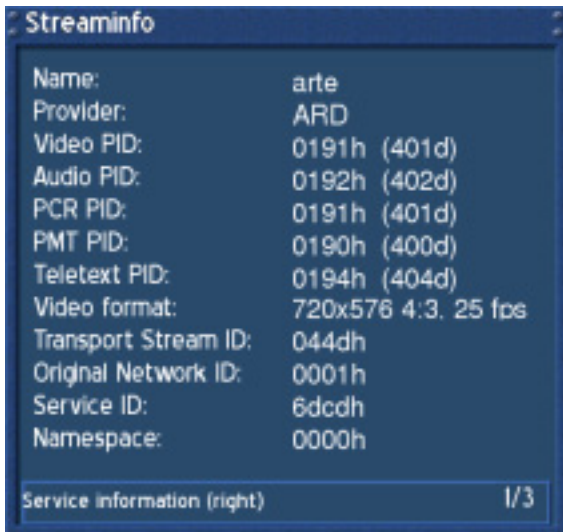 Streaminfo
Name: arte
Provider: ARD
Video PID: 0191h (401d)
Audio PID: 0192h (402d)
PCR PID: 0191h (401d)
PMT PID: 0190h (400d)
Teletext PID: 0194h (404d)
Video format: 720x576 4:3, 25 fps
Transport Stream ID: 044dh
Original Network ID: 0001h
Service ID: 6dcdh
Namespace: 0000h
Service information (right) 1/3